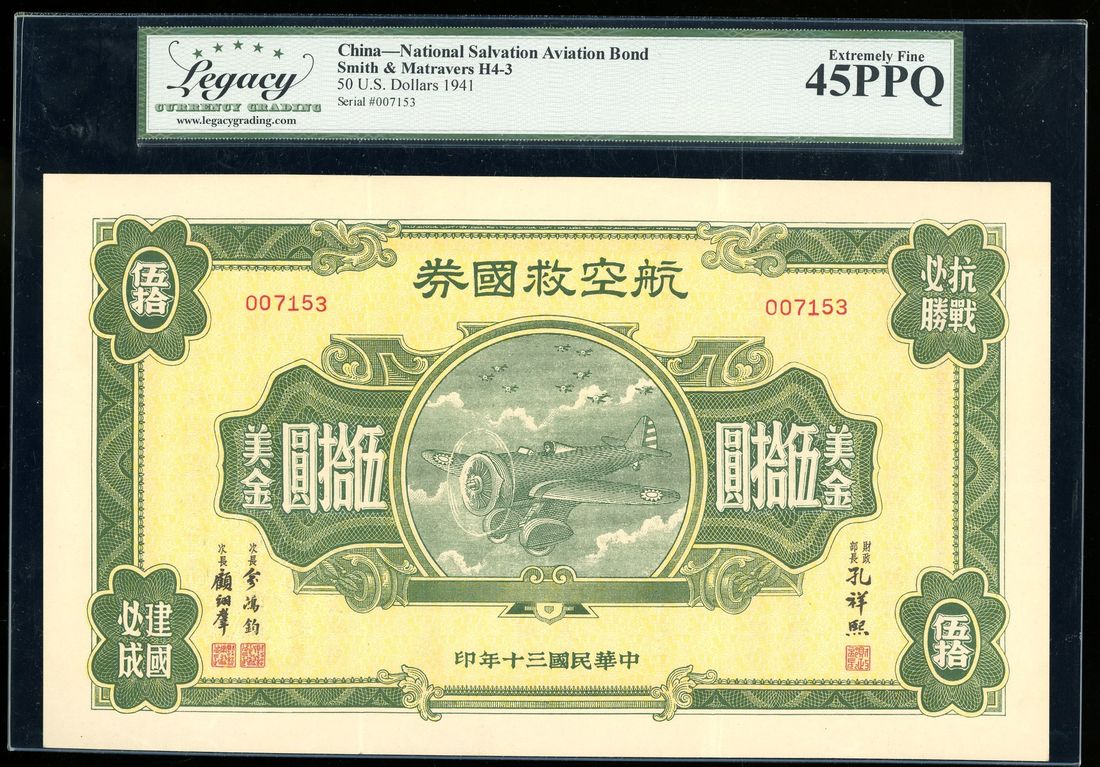 Legacy
CURRENCY GRADING
www.legacygrading.com
China—National Salvation Aviation Bond
Smith & Matravers H4-3
50 U.S. Dollars 1941
Serial #007153
Extremely Fine
45PPQ
伍拾
抗戰
必勝
航空救國券
007153
007153
美金
伍拾圓
美金
伍拾圓
財政
部長
孔祥熙
次長
俞鴻鈞
次長
顧翊羣
建國
必成
伍拾
中華民國三十年印